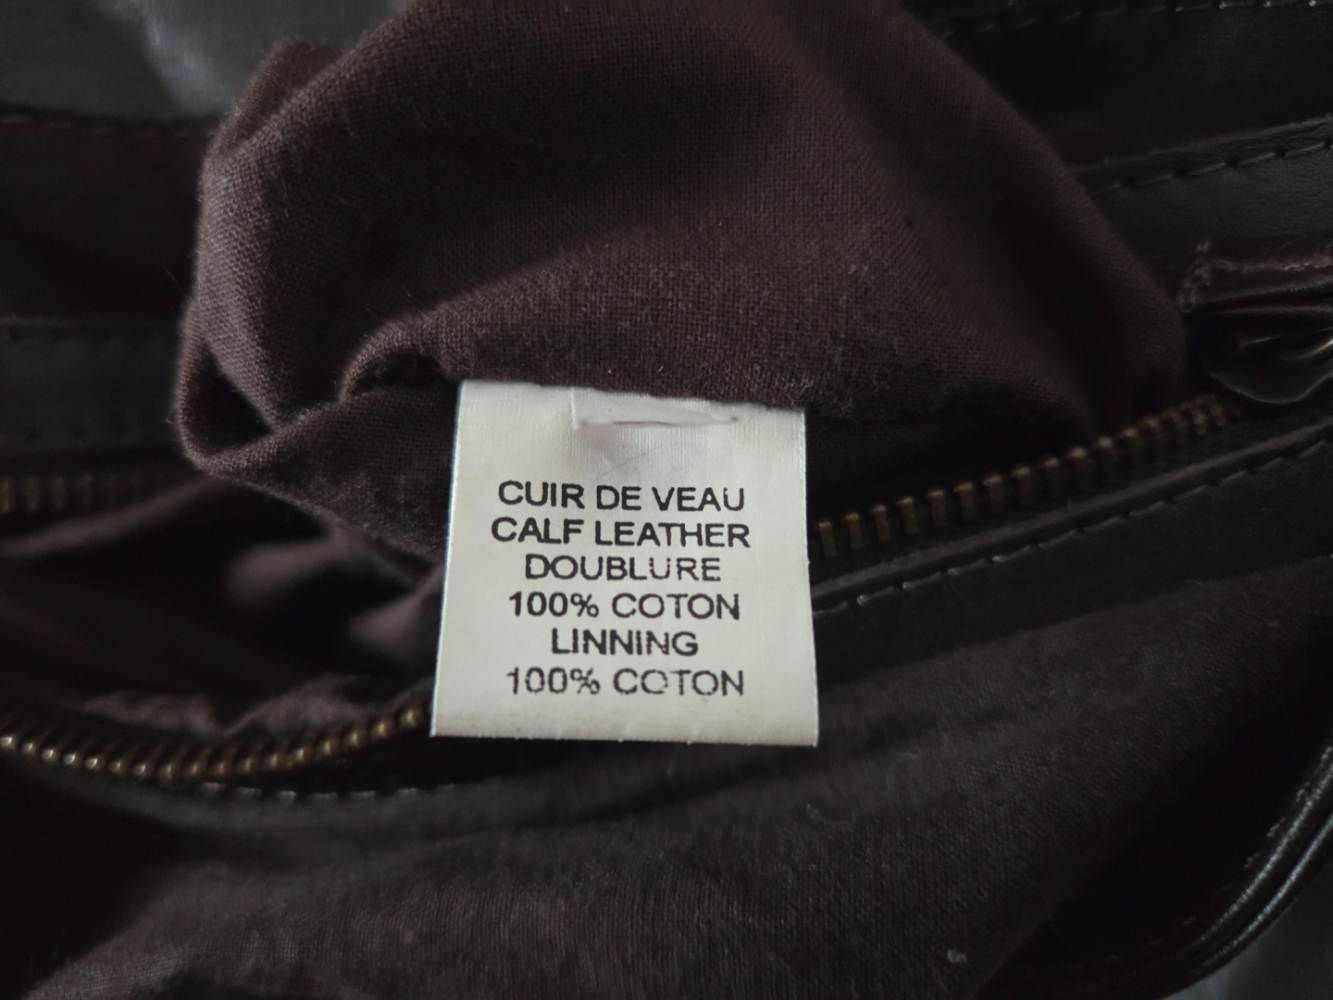 CUIR DE VEAU
CALF LEATHER
DOUBLURE
100% COTON
LINNING
100% COTON